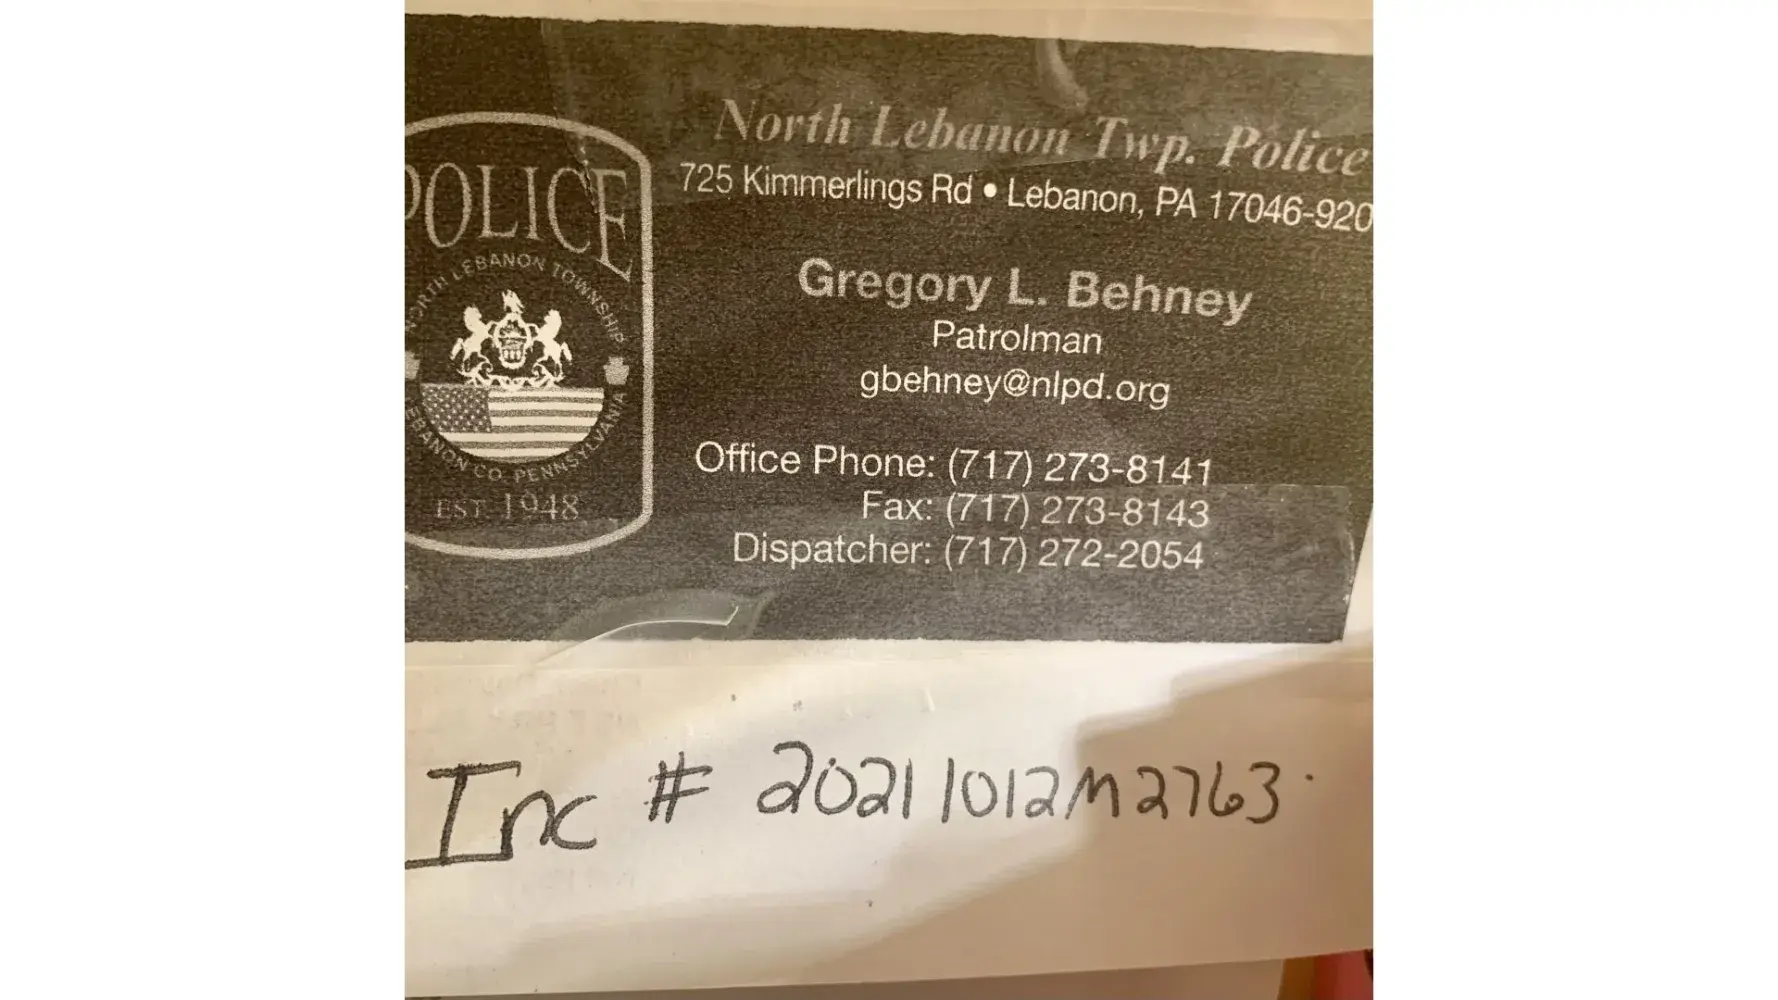 North Lebanon Twp. Police
725 Kimmerlings Rd • Lebanon, PA 17046-920
Gregory L. Behney
Patrolman
gbehney@nlpd.org
Office Phone: (717) 273-8141
Fax: (717) 273-8143
Dispatcher: (717) 272-2054
POLICE
NORTH LEBANON TOWNSHIP
LEBANON CO. PENNSYLVANIA
EST. 1948
Inc # 20211012M2763